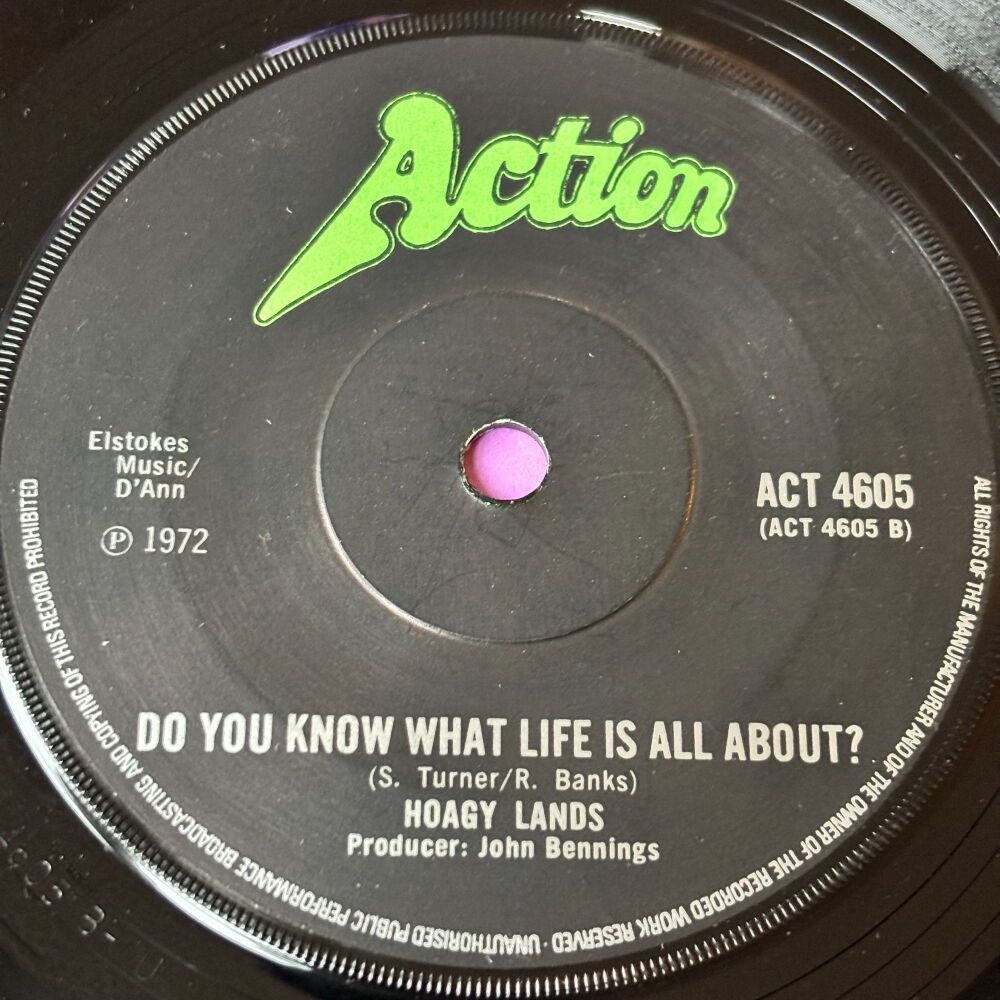 Action
Elstokes
Music/
D'Ann
Ⓟ 1972
ACT 4605
(ACT 4605 B)
DO YOU KNOW WHAT LIFE IS ALL ABOUT?
(S. Turner/R. Banks)
HOAGY LANDS
Producer: John Bennings
ALL RIGHTS OF THE MANUFACTURER AND OF THE OWNER OF THE RECORDED WORK RESERVED · UNAUTHORISED PUBLIC PERFORMANCE BROADCASTING AND COPYING OF THIS RECORD PROHIBITED